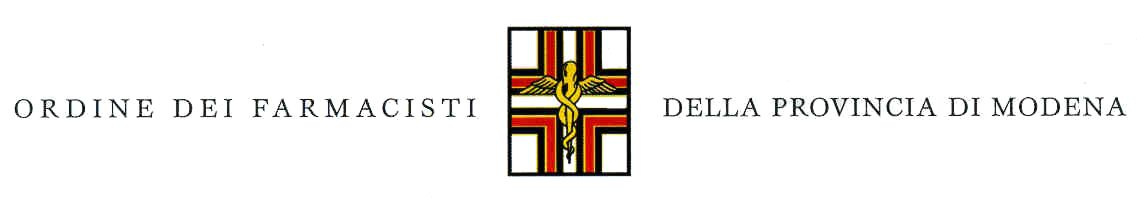 ORDINE DEI FARMACISTI DELLA PROVINCIA DI MODENA